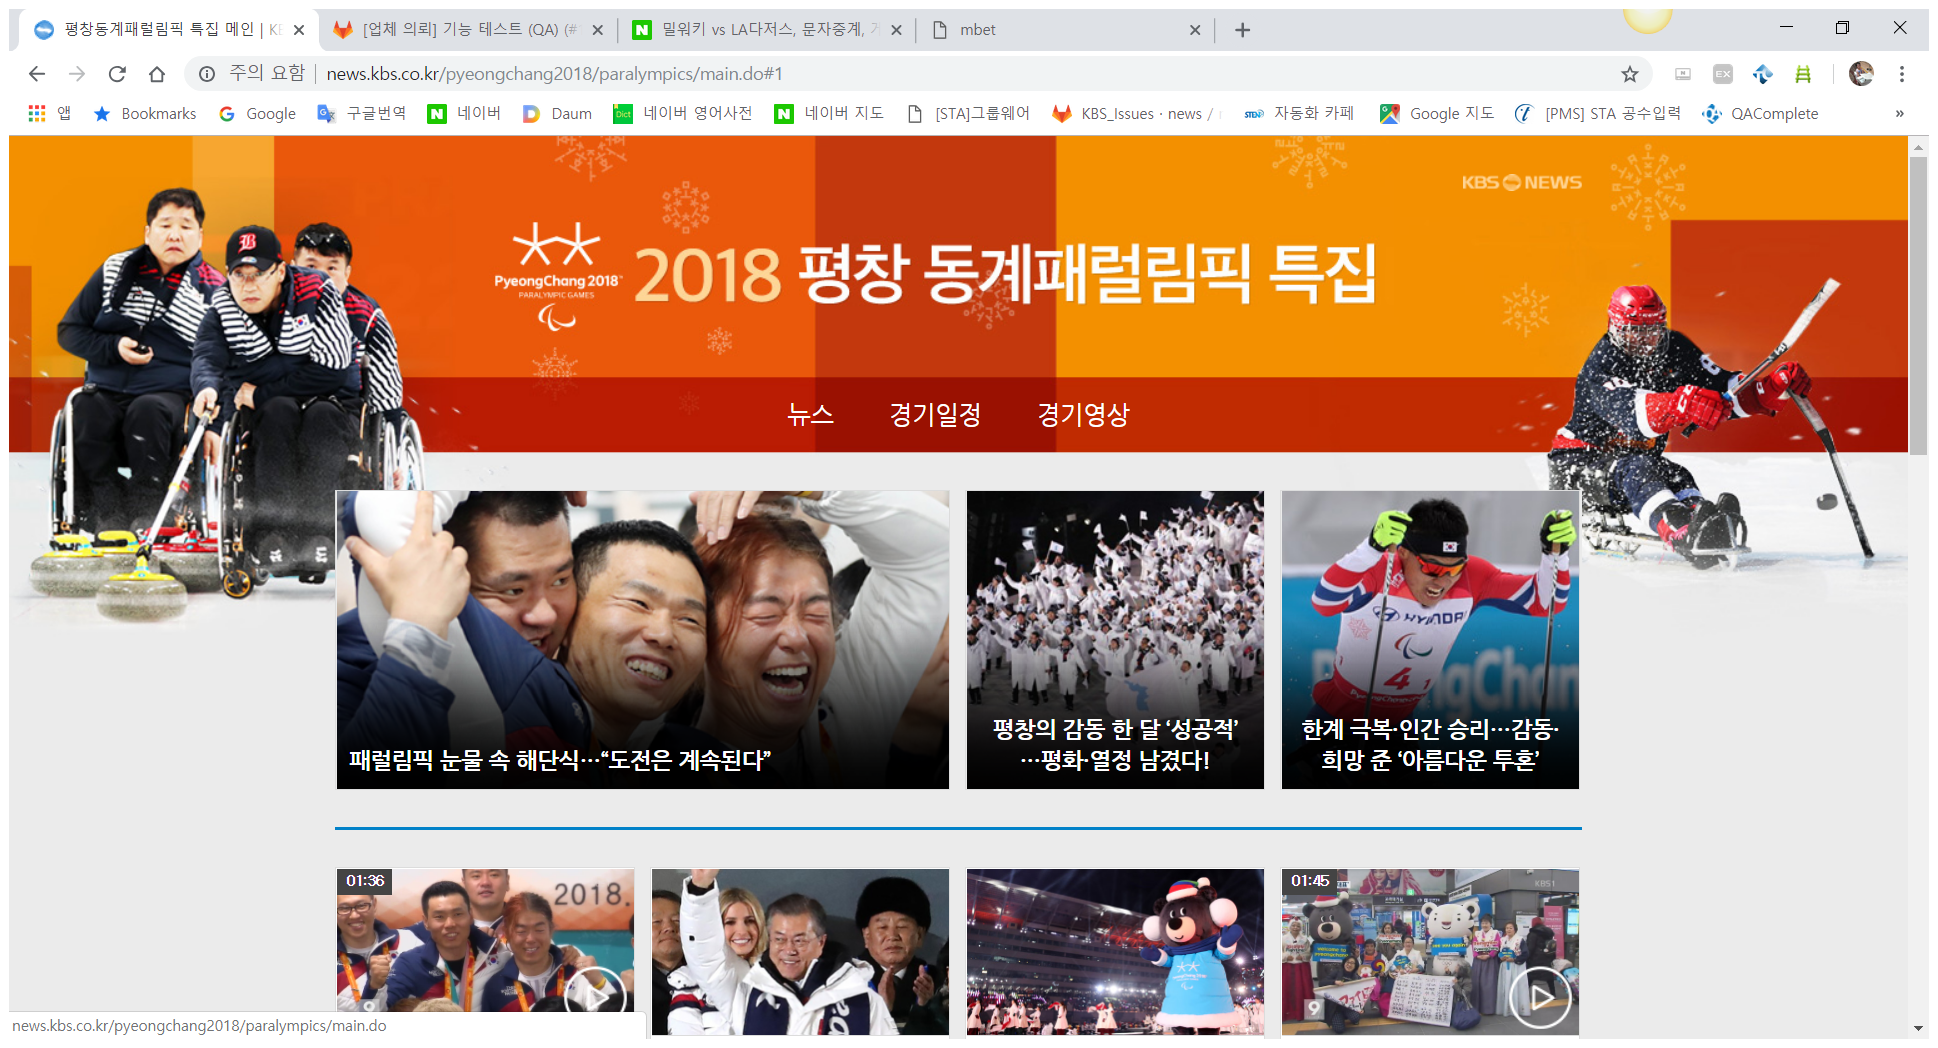 평창동계패럴림픽 특집 메인 | KB
[업체 의뢰] 기능 테스트 (QA) (#
밀워키 vs LA다저스, 문자중계,
mbet
주의 요함 | news.kbs.co.kr/pyeongchang2018/paralympics/main.do#1
앱 Bookmarks Google 구글번역 네이버 Daum 네이버 영어사전 네이버 지도 [STA]그룹웨어 KBS_Issues · news / 자동화 카페 Google 지도 [PMS] STA 공수입력 QAComplete »
KBS NEWS
PyeongChang 2018™
PARALYMPIC GAMES
2018 평창 동계패럴림픽 특집
뉴스 경기일정 경기영상
HYUNDAI
4
PyeongChan
패럴림픽 눈물 속 해단식…“도전은 계속된다”
평창의 감동 한 달 ‘성공적’
…평화·열정 남겼다!
한계 극복·인간 승리…감동·
희망 준 ‘아름다운 투혼’
01:36
2018.
9
01:45
KBS1
9
news.kbs.co.kr/pyeongchang2018/paralympics/main.do